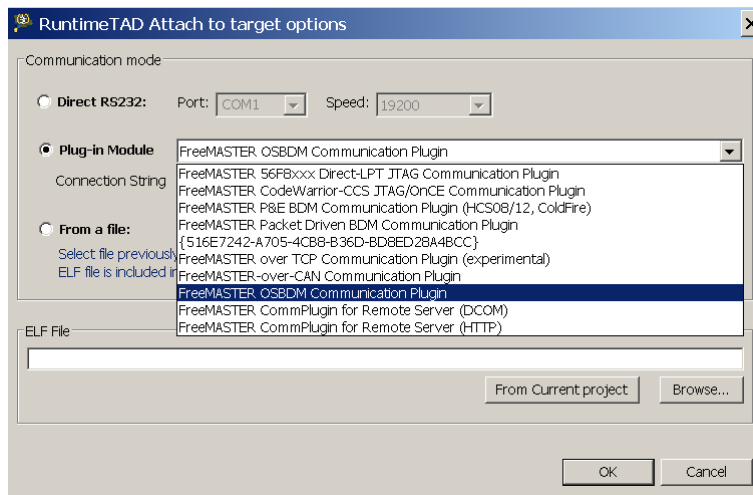 RuntimeTAD Attach to target options
Communication mode
Direct RS232: Port: COM1 Speed: 19200
Plug-in Module FreeMASTER OSBDM Communication Plugin
FreeMASTER 56F8xxx Direct-LPT JTAG Communication Plugin
Connection String FreeMASTER CodeWarrior-CCS JTAG/OnCE Communication Plugin
FreeMASTER P&E BDM Communication Plugin (HCS08/12, ColdFire)
From a file: FreeMASTER Packet Driven BDM Communication Plugin
{516E7242-A705-4CB8-B36D-BD8ED28A4BCC}
Select file previously FreeMASTER over TCP Communication Plugin (experimental)
ELF file is included in FreeMASTER-over-CAN Communication Plugin
FreeMASTER OSBDM Communication Plugin
FreeMASTER CommPlugin for Remote Server (DCOM)
FreeMASTER CommPlugin for Remote Server (HTTP)
ELF File
From Current project Browse...
OK Cancel